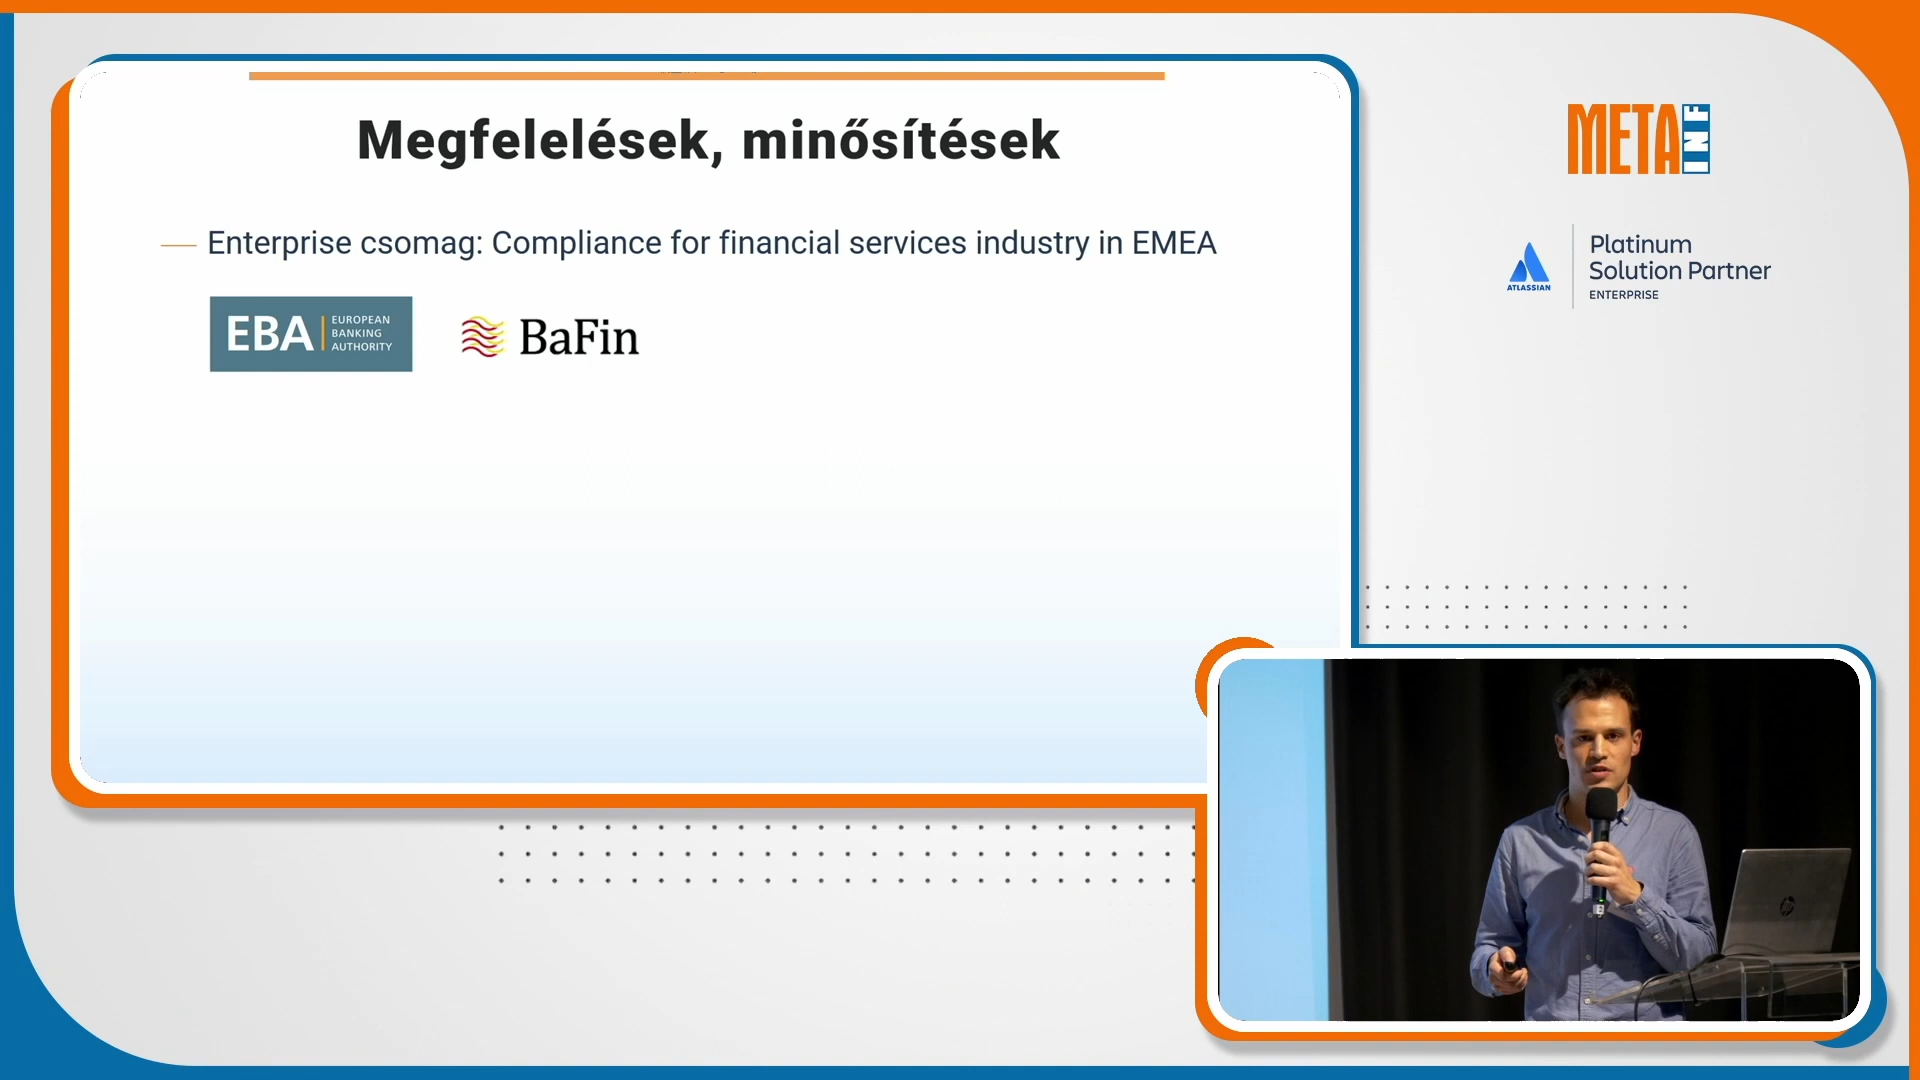 Megfelelések, minősítések
Enterprise csomag: Compliance for financial services industry in EMEA
EBA
EUROPEAN
BANKING
AUTHORITY
BaFin
META
INF
ATLASSIAN
Platinum
Solution Partner
ENTERPRISE
hp